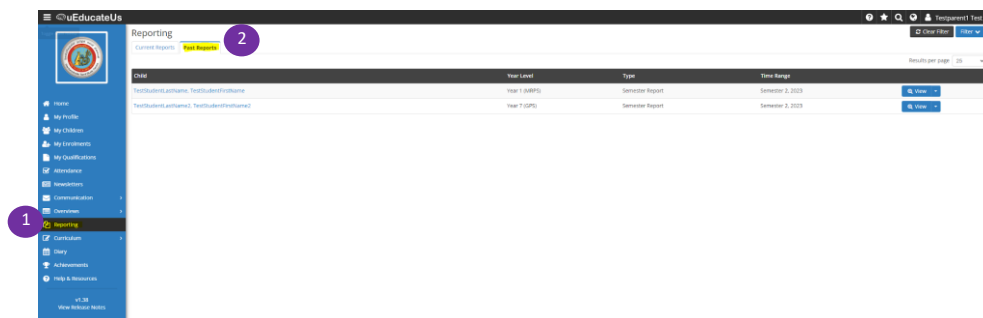 uEducateUs
Testparent1 Test
Reporting
2
Clear Filter
Filter
Current Reports
Past Reports
Results per page
Child
Year Level
Type
Time Range
TestStudentLastName, TestStudentFirstName
Year 1 (MRPS)
Semester Report
Semester 2, 2023
View
TestStudentLastName2, TestStudentFirstName2
Year 7 (GPS)
Semester Report
Semester 2, 2023
View
Home
My Profile
My Children
My Enrolments
My Qualifications
Attendance
Newsletters
Communication
Overviews
1
Reporting
Curriculum
Diary
Achievements
Help & Resources
v1.38
View Release Notes